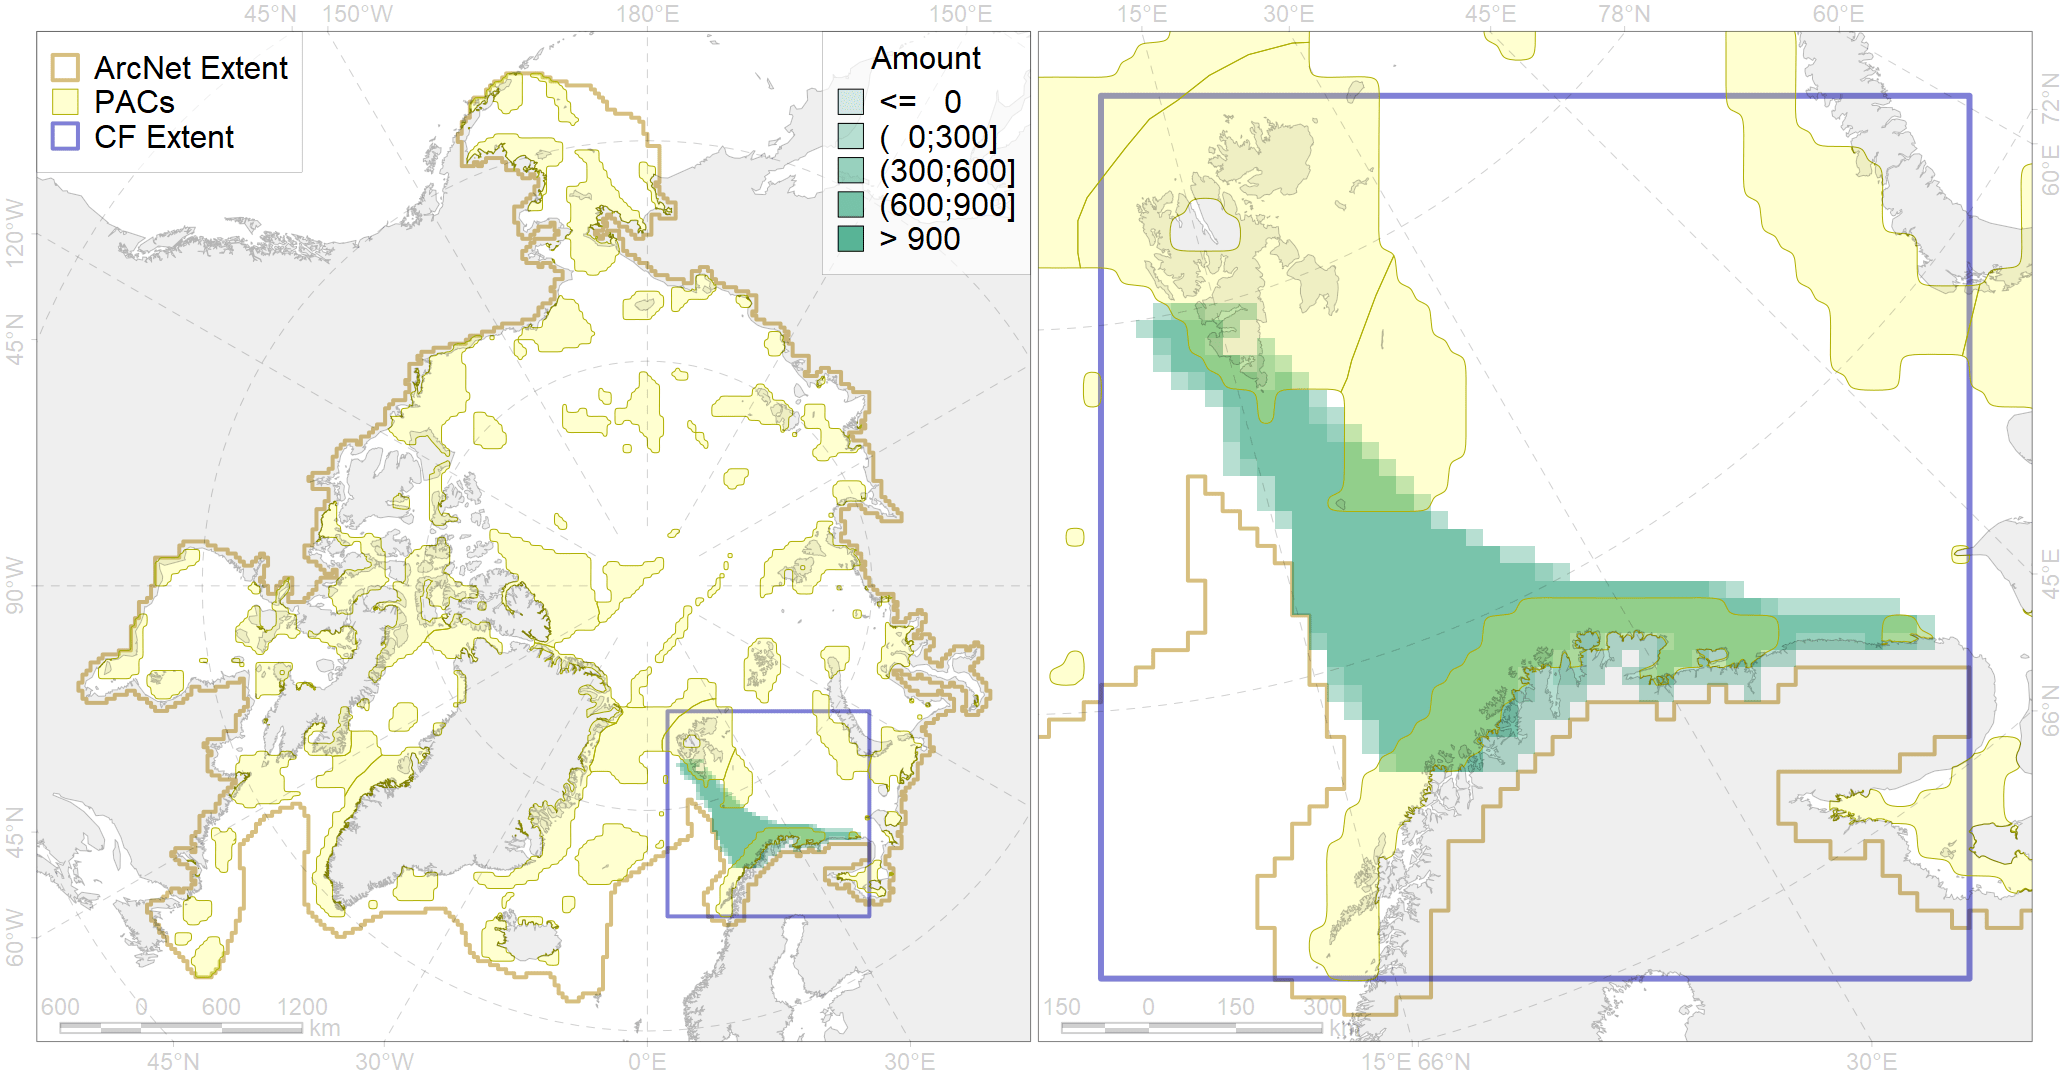 45°N 150°W 180°E 150°E 15°E 30°E 45°E 78°N 60°E
ArcNet Extent
PACs
CF Extent
Amount
<= 0
( 0;300]
(300;600]
(600;900]
> 900
120°W
45°N
90°W
45°N
60°W
72°N
60°E
45°E
66°N
600 0 600 1200
km
150 0 150 300
km
45°N 30°W 0°E 30°E 15°E 66°N 30°E